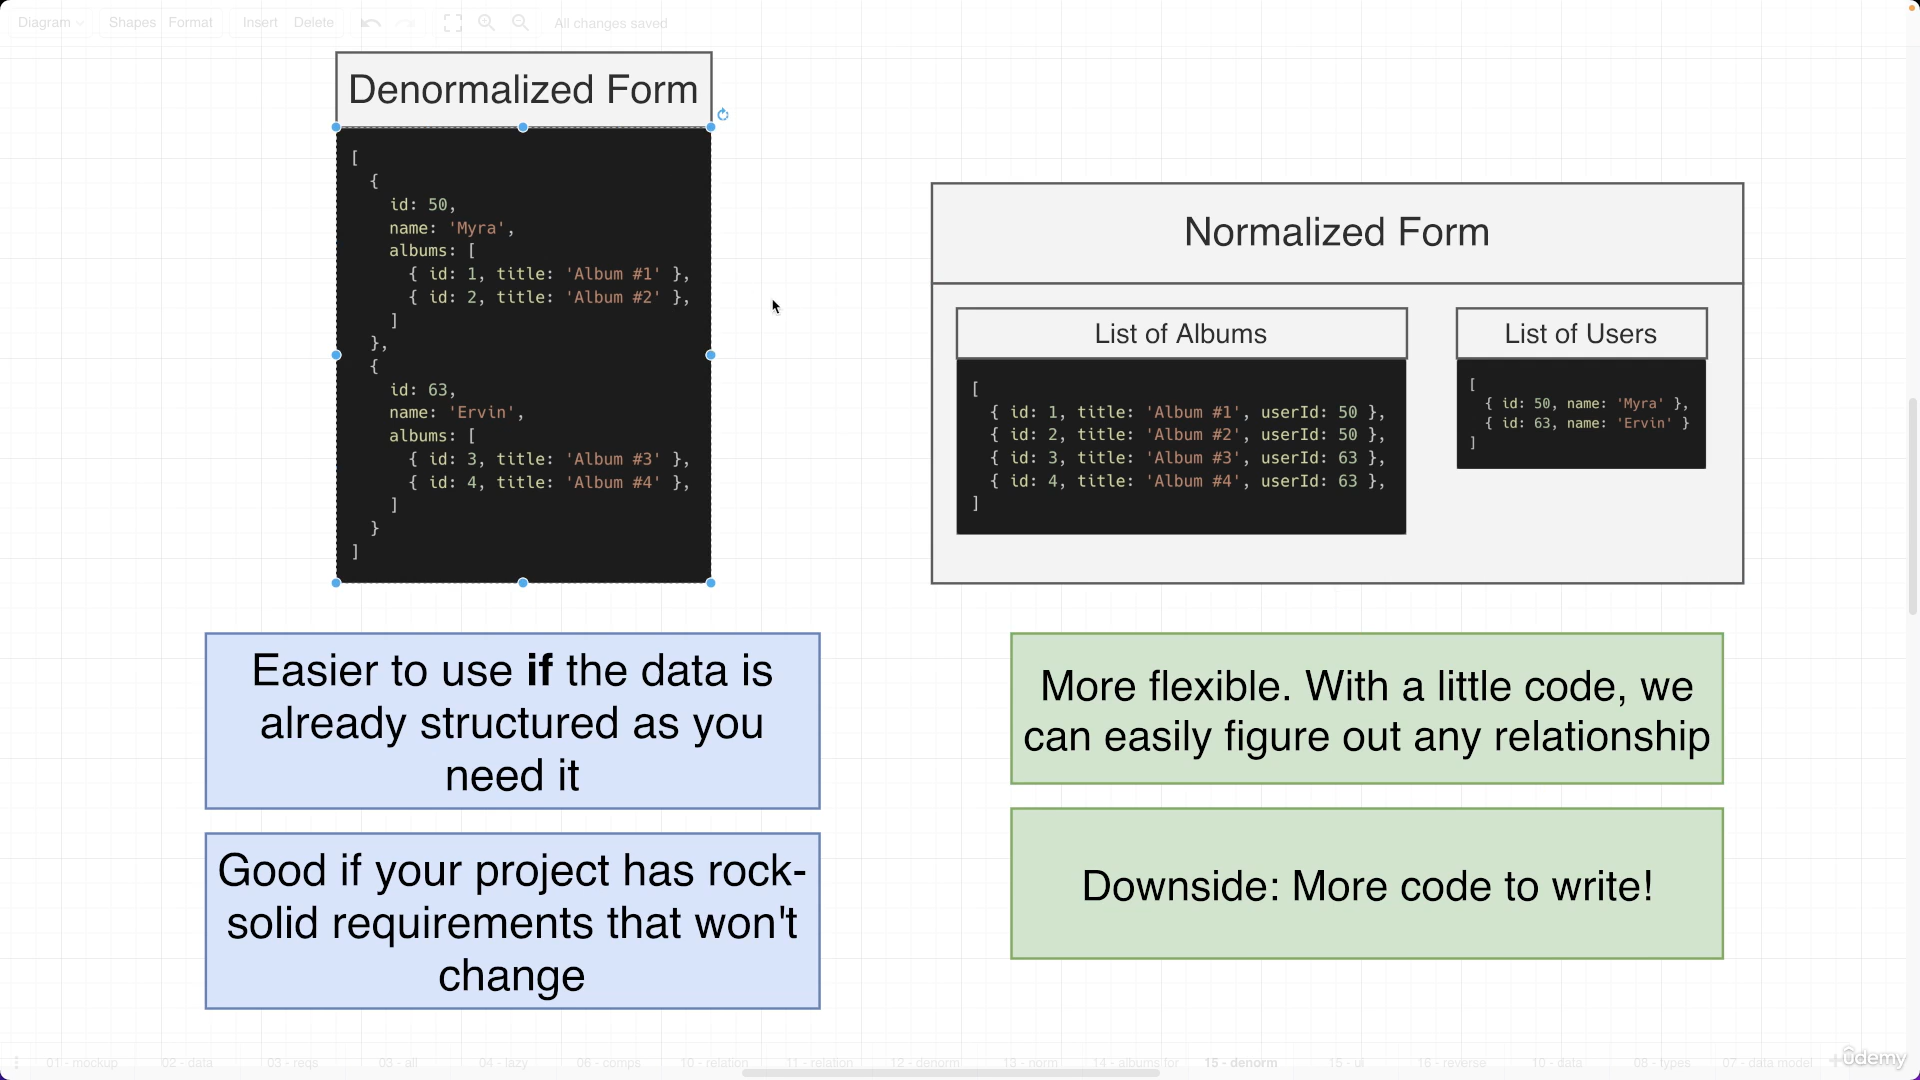 Diagram Shapes Format Insert Delete All changes saved
Denormalized Form
[
{
id: 50,
name: 'Myra',
albums: [
{ id: 1, title: 'Album #1' },
{ id: 2, title: 'Album #2' },
]
},
{
id: 63,
name: 'Ervin',
albums: [
{ id: 3, title: 'Album #3' },
{ id: 4, title: 'Album #4' },
]
}
]
Normalized Form
List of Albums
[
{ id: 1, title: 'Album #1', userId: 50 },
{ id: 2, title: 'Album #2', userId: 50 },
{ id: 3, title: 'Album #3', userId: 63 },
{ id: 4, title: 'Album #4', userId: 63 },
]
List of Users
[
{ id: 50, name: 'Myra' },
{ id: 63, name: 'Ervin' }
]
Easier to use if the data is
already structured as you
need it
Good if your project has rock-
solid requirements that won't
change
More flexible. With a little code, we
can easily figure out any relationship
Downside: More code to write!
01 - mockup 02 - data 03 - reqs 03 - all 04 - lazy 06 - comps 10 - relation 11 - relation 12 - denorm 13 - norm 14 - albums for 15 - denorm 15 - ui 16 - reverse 10 - data 08 - types 07 - data model
ûdemy